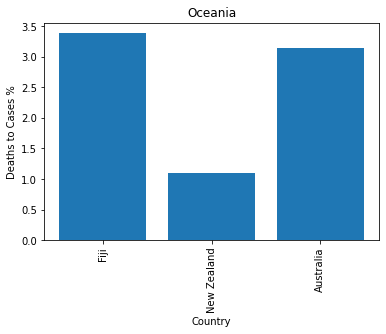 Oceania
Deaths to Cases %
3.5
3.0
2.5
2.0
1.5
1.0
0.5
0.0
Fiji
New Zealand
Australia
Country